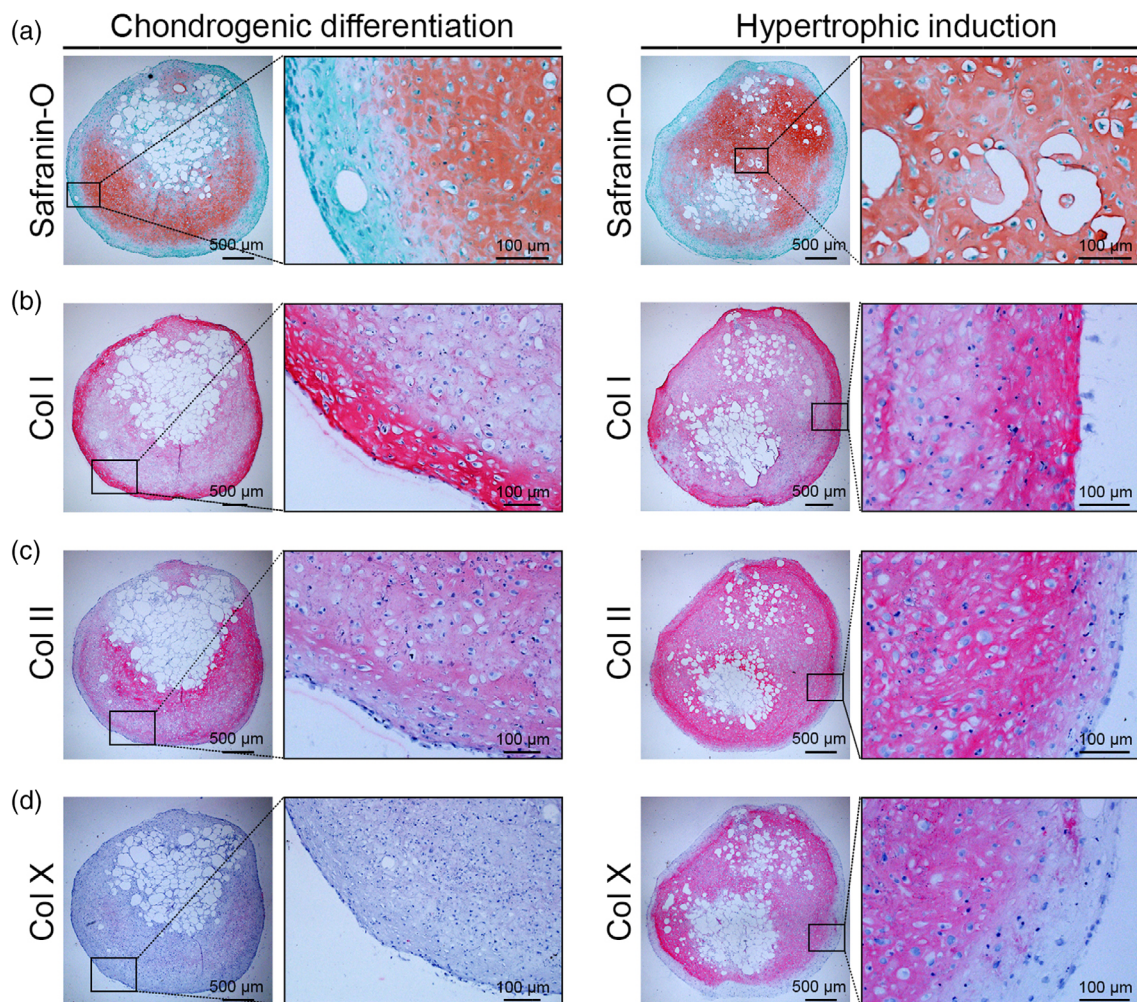 Chondrogenic differentiation
Hypertrophic induction
(a)
Safranin-O
500 µm
100 µm
Safranin-O
500 µm
100 µm
(b)
Col I
500 µm
100 µm
Col I
500 µm
100 µm
(c)
Col II
500 µm
100 µm
Col II
500 µm
100 µm
(d)
Col X
500 µm
100 µm
Col X
500 µm
100 µm